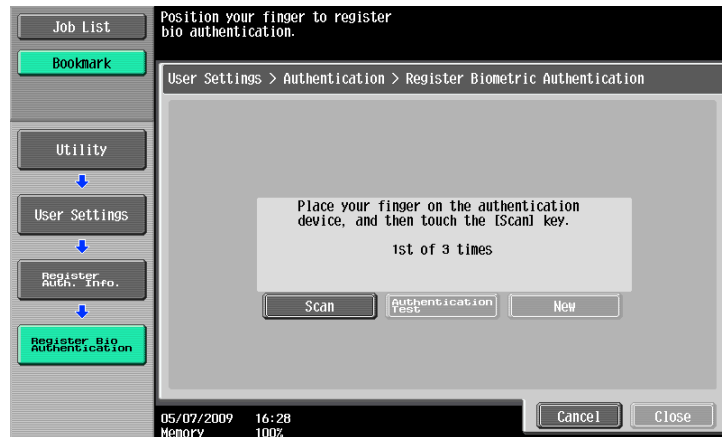 Job List
Bookmark
Position your finger to register
bio authentication.
User Settings > Authentication > Register Biometric Authentication
Utility
User Settings
Register
Auth. Info.
Register Bio
Authentication
Place your finger on the authentication
device, and then touch the [Scan] key.
1st of 3 times
Scan
Authentication
Test
New
05/07/2009 16:28
Memory 100%
Cancel
Close